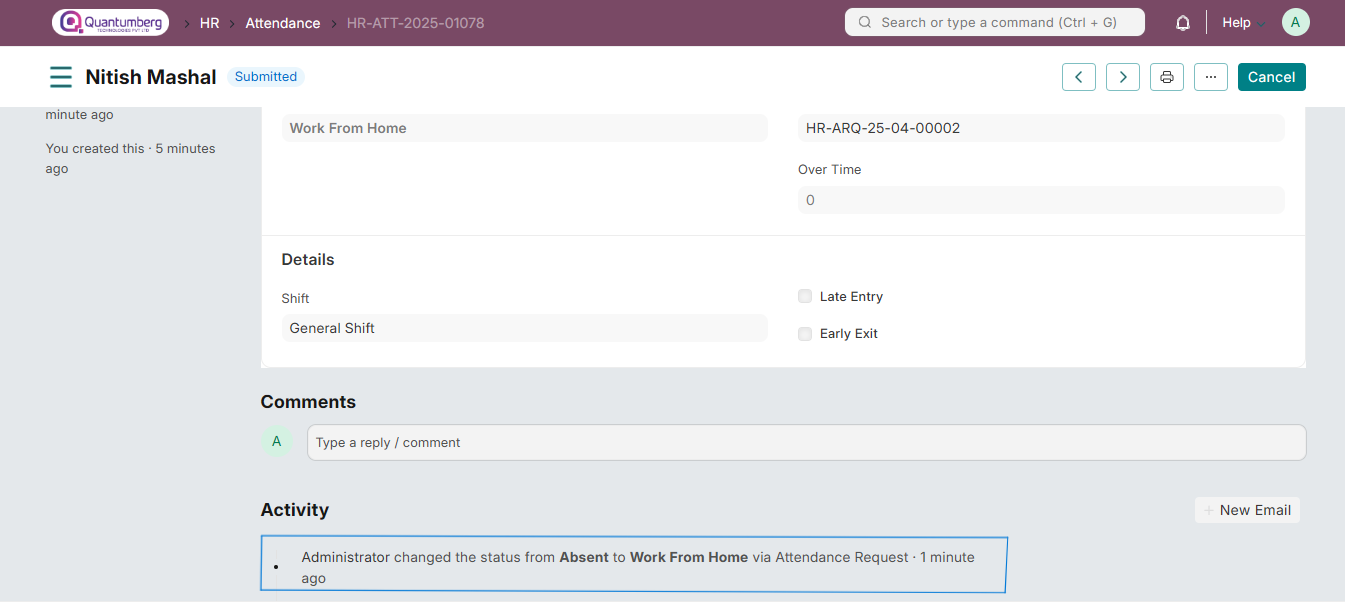 Quantumberg
TECHNOLOGIES PVT LTD
HR
Attendance
HR-ATT-2025-01078
Search or type a command (Ctrl + G)
Help
A
Nitish Mashal
Submitted
...
Cancel
minute ago
You created this · 5 minutes
ago
Work From Home
HR-ARQ-25-04-00002
Over Time
0
Details
Shift
General Shift
Late Entry
Early Exit
Comments
A
Type a reply / comment
Activity
+ New Email
Administrator changed the status from Absent to Work From Home via Attendance Request · 1 minute
ago